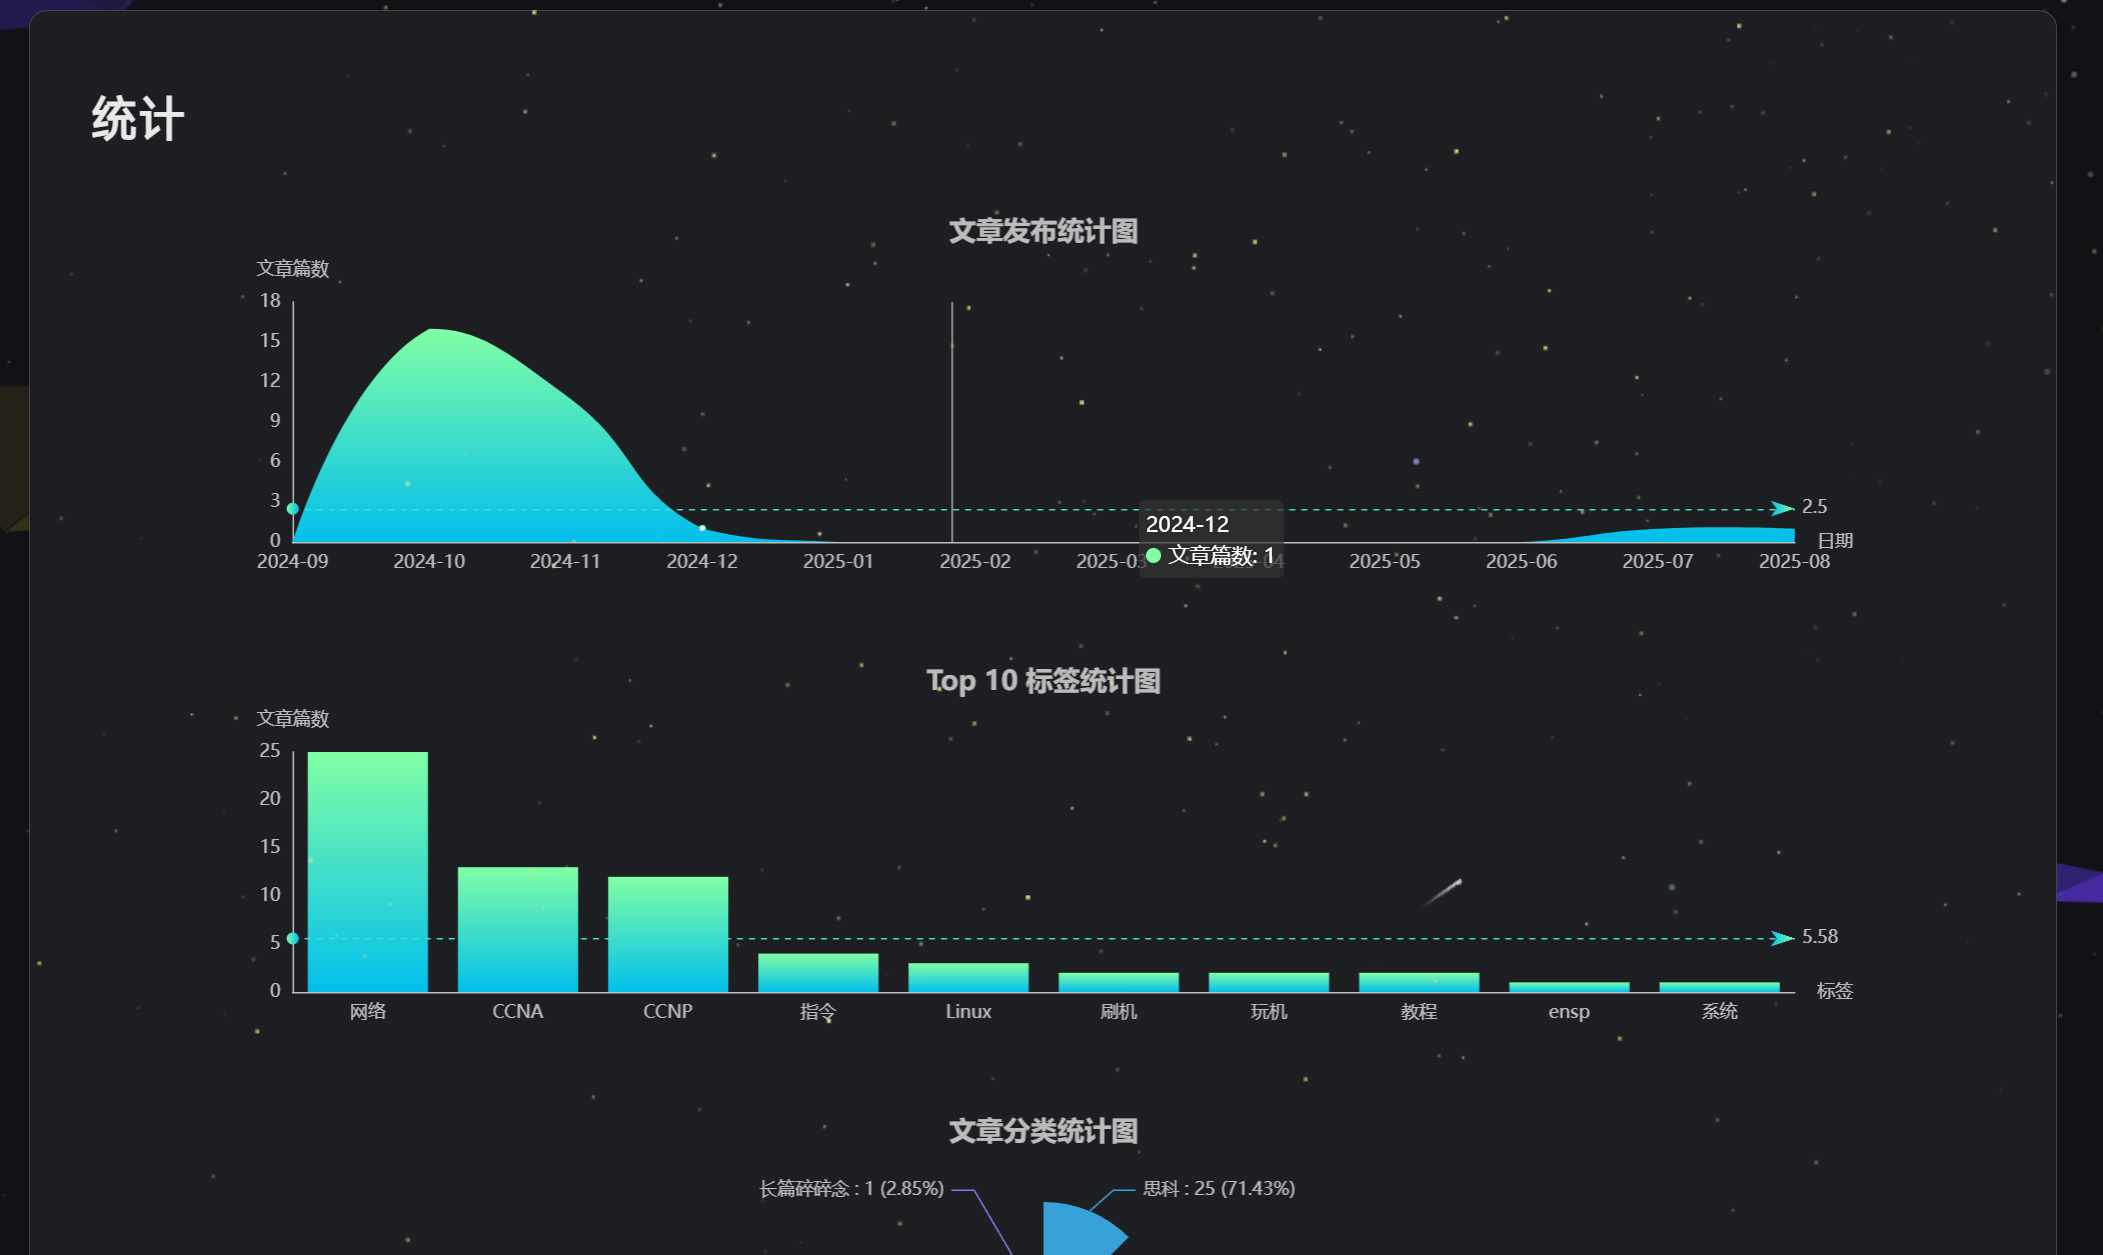 统计
文章发布统计图
文章篇数
18
15
12
9
6
3
0
2.5
日期
2024-09 2024-10 2024-11 2024-12 2025-01 2025-02 2025-03 2025-05 2025-06 2025-07 2025-08
2024-12
文章篇数: 1
Top 10 标签统计图
文章篇数
25
20
15
10
5
0
5.58
标签
网络 CCNA CCNP 指令 Linux 刷机 玩机 教程 ensp 系统
文章分类统计图
长篇碎碎念 : 1 (2.85%) 思科 : 25 (71.43%)